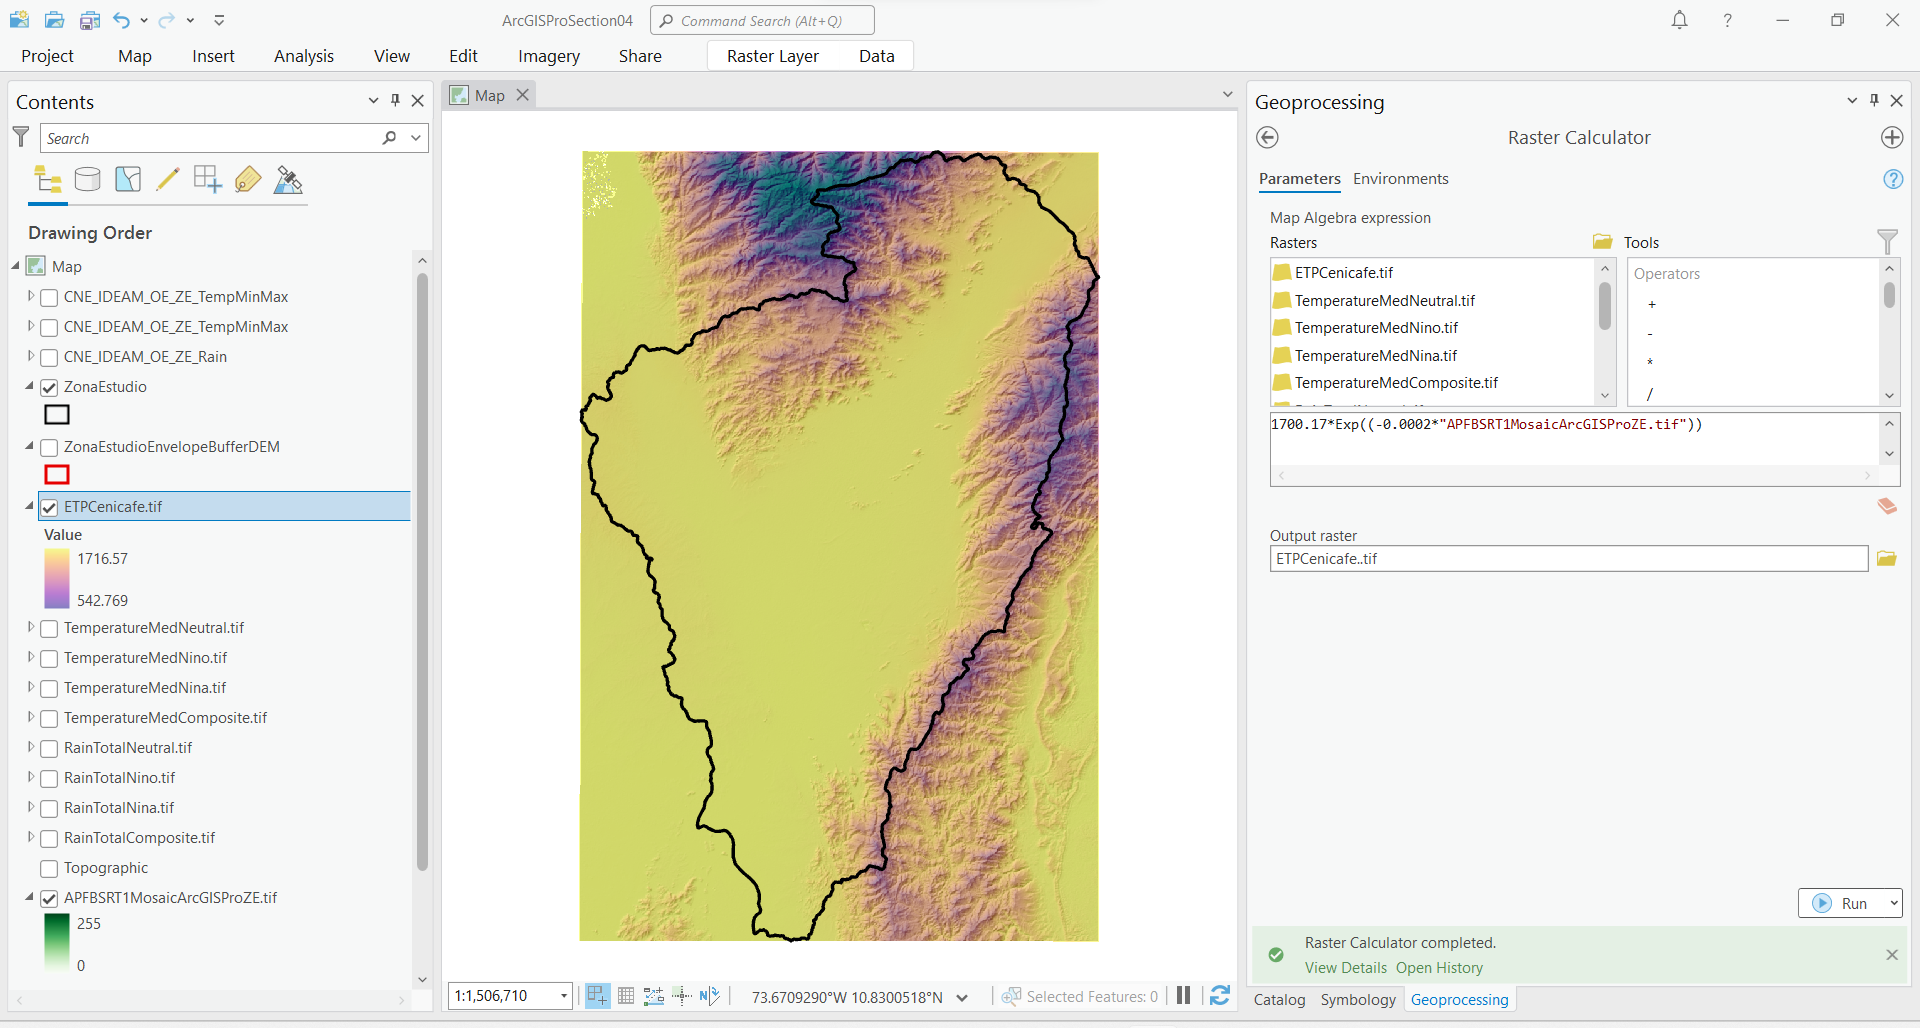 ArcGISProSection04
Command Search (Alt+Q)
?
Project
Map
Insert
Analysis
View
Edit
Imagery
Share
Raster Layer
Data
Contents
Search
Drawing Order
Map
CNE_IDEAM_OE_ZE_TempMinMax
CNE_IDEAM_OE_ZE_TempMinMax
CNE_IDEAM_OE_ZE_Rain
ZonaEstudio
ZonaEstudioEnvelopeBufferDEM
ETPCenicafe.tif
Value
1716.57
542.769
TemperatureMedNeutral.tif
TemperatureMedNino.tif
TemperatureMedNina.tif
TemperatureMedComposite.tif
RainTotalNeutral.tif
RainTotalNino.tif
RainTotalNina.tif
RainTotalComposite.tif
Topographic
APFBSRT1MosaicArcGISProZE.tif
255
0
Map
1:1,506,710
73.6709290°W 10.8300518°N
Selected Features: 0
Geoprocessing
Raster Calculator
Parameters
Environments
?
Map Algebra expression
Rasters
Tools
ETPCenicafe.tif
TemperatureMedNeutral.tif
TemperatureMedNino.tif
TemperatureMedNina.tif
TemperatureMedComposite.tif
Operators
+
-
*
/
1700.17*Exp((-0.0002*"APFBSRT1MosaicArcGISProZE.tif"))
Output raster
ETPCenicafe..tif
Run
Raster Calculator completed.
View Details Open History
Catalog
Symbology
Geoprocessing